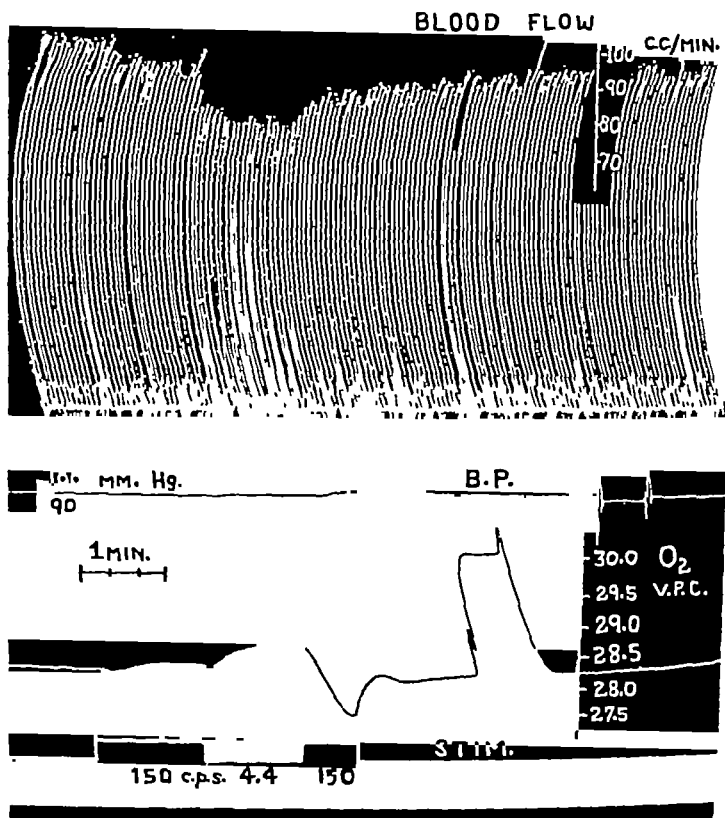 BLOOD FLOW
CC/MIN.
100
90
80
70
MM. Hg.
90
B.P.
1 MIN.
30.0 O2
29.5 V.P.C.
29.0
28.5
28.0
27.5
STIM.
150 c.p.s. 4.4 150